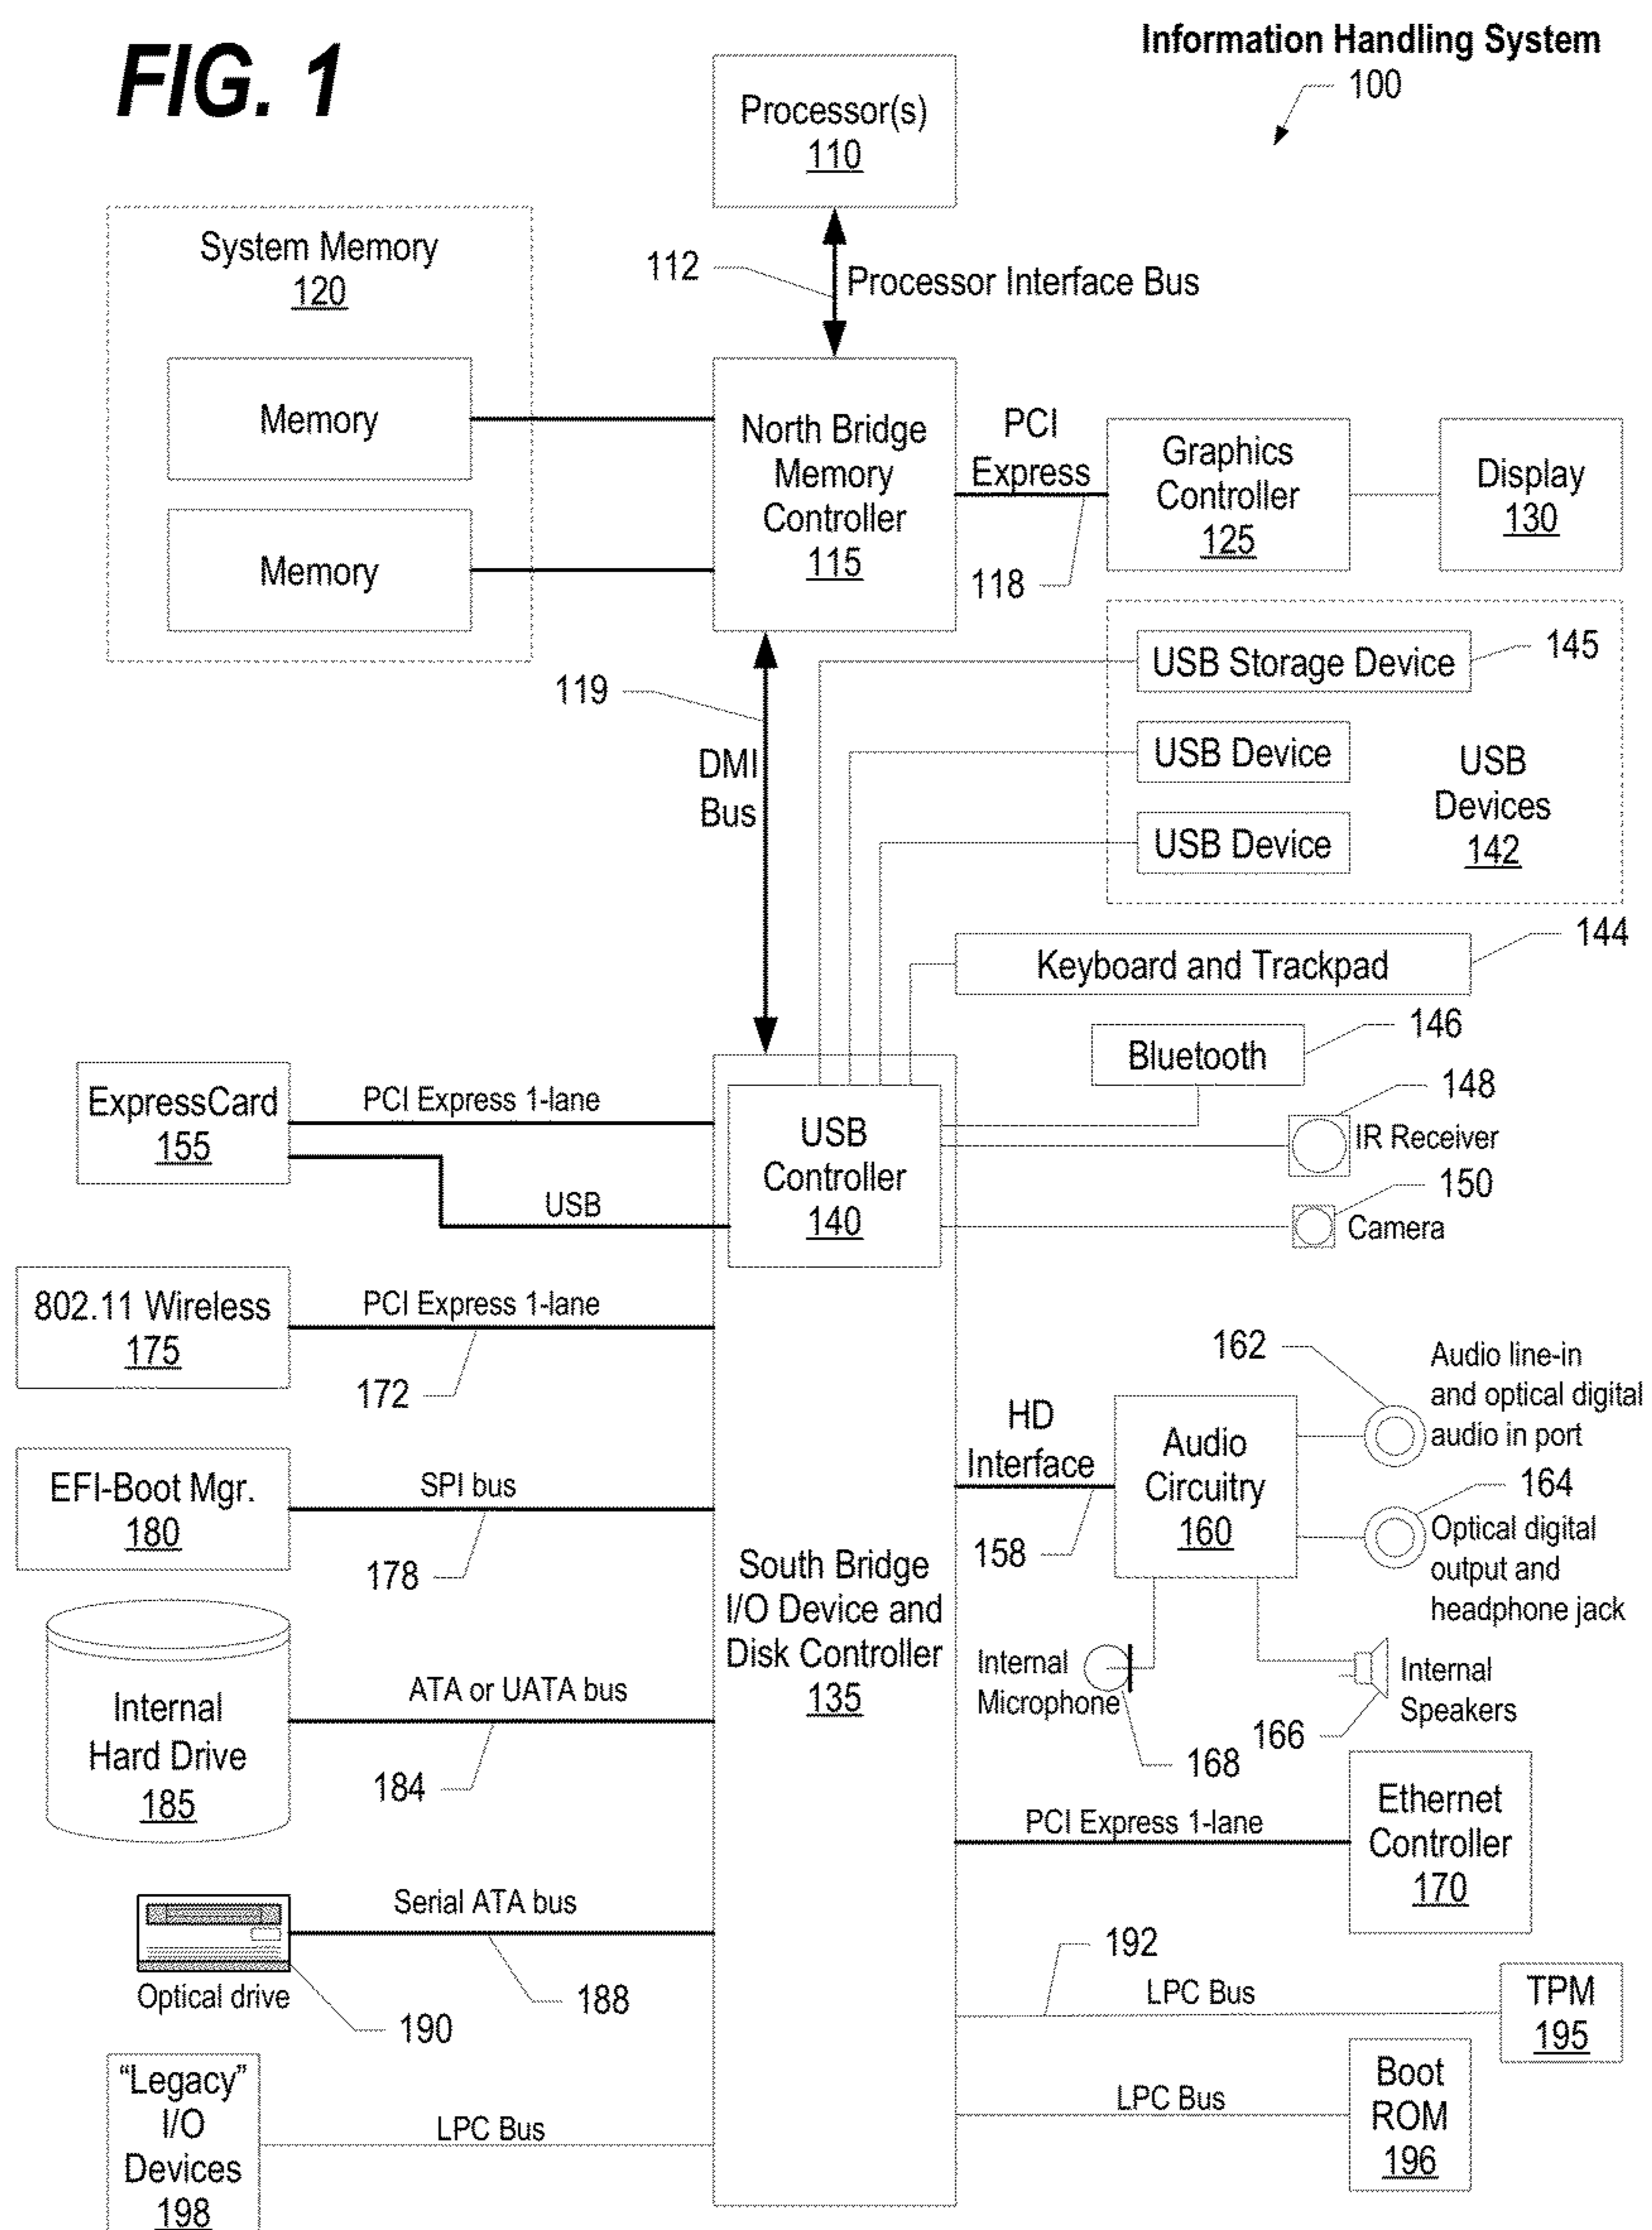 FIG. 1
Information Handling System
100
Processor(s)
110
System Memory
120
112
Processor Interface Bus
Memory
Memory
North Bridge
Memory
Controller
115
PCI
Express
118
Graphics
Controller
125
Display
130
119
DMI
Bus
USB Storage Device
145
USB Device
USB Device
USB
Devices
142
Keyboard and Trackpad
144
Bluetooth
146
148
IR Receiver
150
Camera
ExpressCard
155
PCI Express 1-lane
USB
USB
Controller
140
802.11 Wireless
175
PCI Express 1-lane
172
EFI-Boot Mgr.
180
SPI bus
178
South Bridge
I/O Device and
Disk Controller
135
HD
Interface
158
Audio
Circuitry
160
162
Audio line-in
and optical digital
audio in port
164
Optical digital
output and
headphone jack
Internal
Microphone
168
166
Internal
Speakers
Internal
Hard Drive
185
ATA or UATA bus
184
PCI Express 1-lane
Ethernet
Controller
170
Serial ATA bus
188
Optical drive
190
192
LPC Bus
TPM
195
"Legacy"
I/O
Devices
198
LPC Bus
LPC Bus
Boot
ROM
196